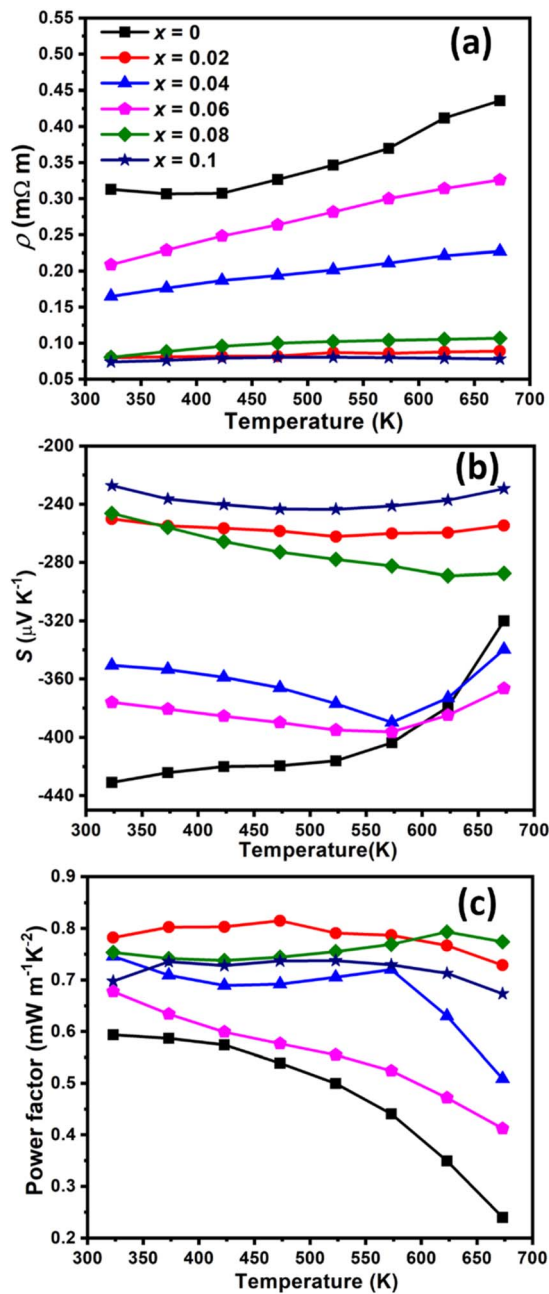 (a)
x = 0
x = 0.02
x = 0.04
x = 0.06
x = 0.08
x = 0.1
0.55
0.50
0.45
0.40
0.35
0.30
0.25
0.20
0.15
0.10
0.05
ρ (mΩ m)
300 350 400 450 500 550 600 650 700
Temperature (K)
(b)
-200
-240
-280
-320
-360
-400
-440
S (μV K⁻¹)
300 350 400 450 500 550 600 650 700
Temperature(K)
(c)
0.9
0.8
0.7
0.6
0.5
0.4
0.3
0.2
Power factor (mW m⁻¹K⁻²)
300 350 400 450 500 550 600 650 700
Temperature (K)